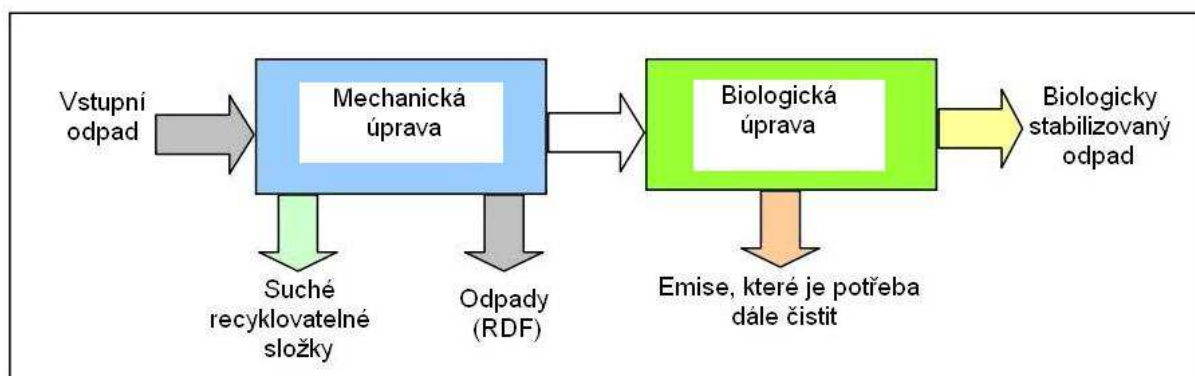 Vstupní
odpad
Mechanická
úprava
Biologická
úprava
Biologicky
stabilizovaný
odpad
Suché
recyklovatelné
složky
Odpady
(RDF)
Emise, které je potřeba
dále čistit